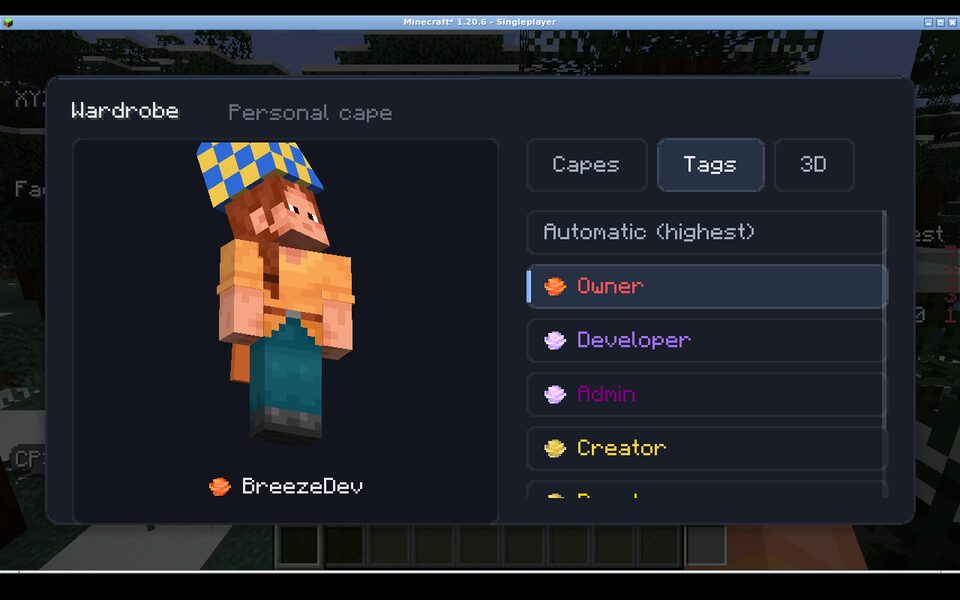 Minecraft* 1.20.6 - Singleplayer
Wardrobe
Personal cape
Capes
Tags
3D
Automatic (highest)
Owner
Developer
Admin
Creator
BreezeDev